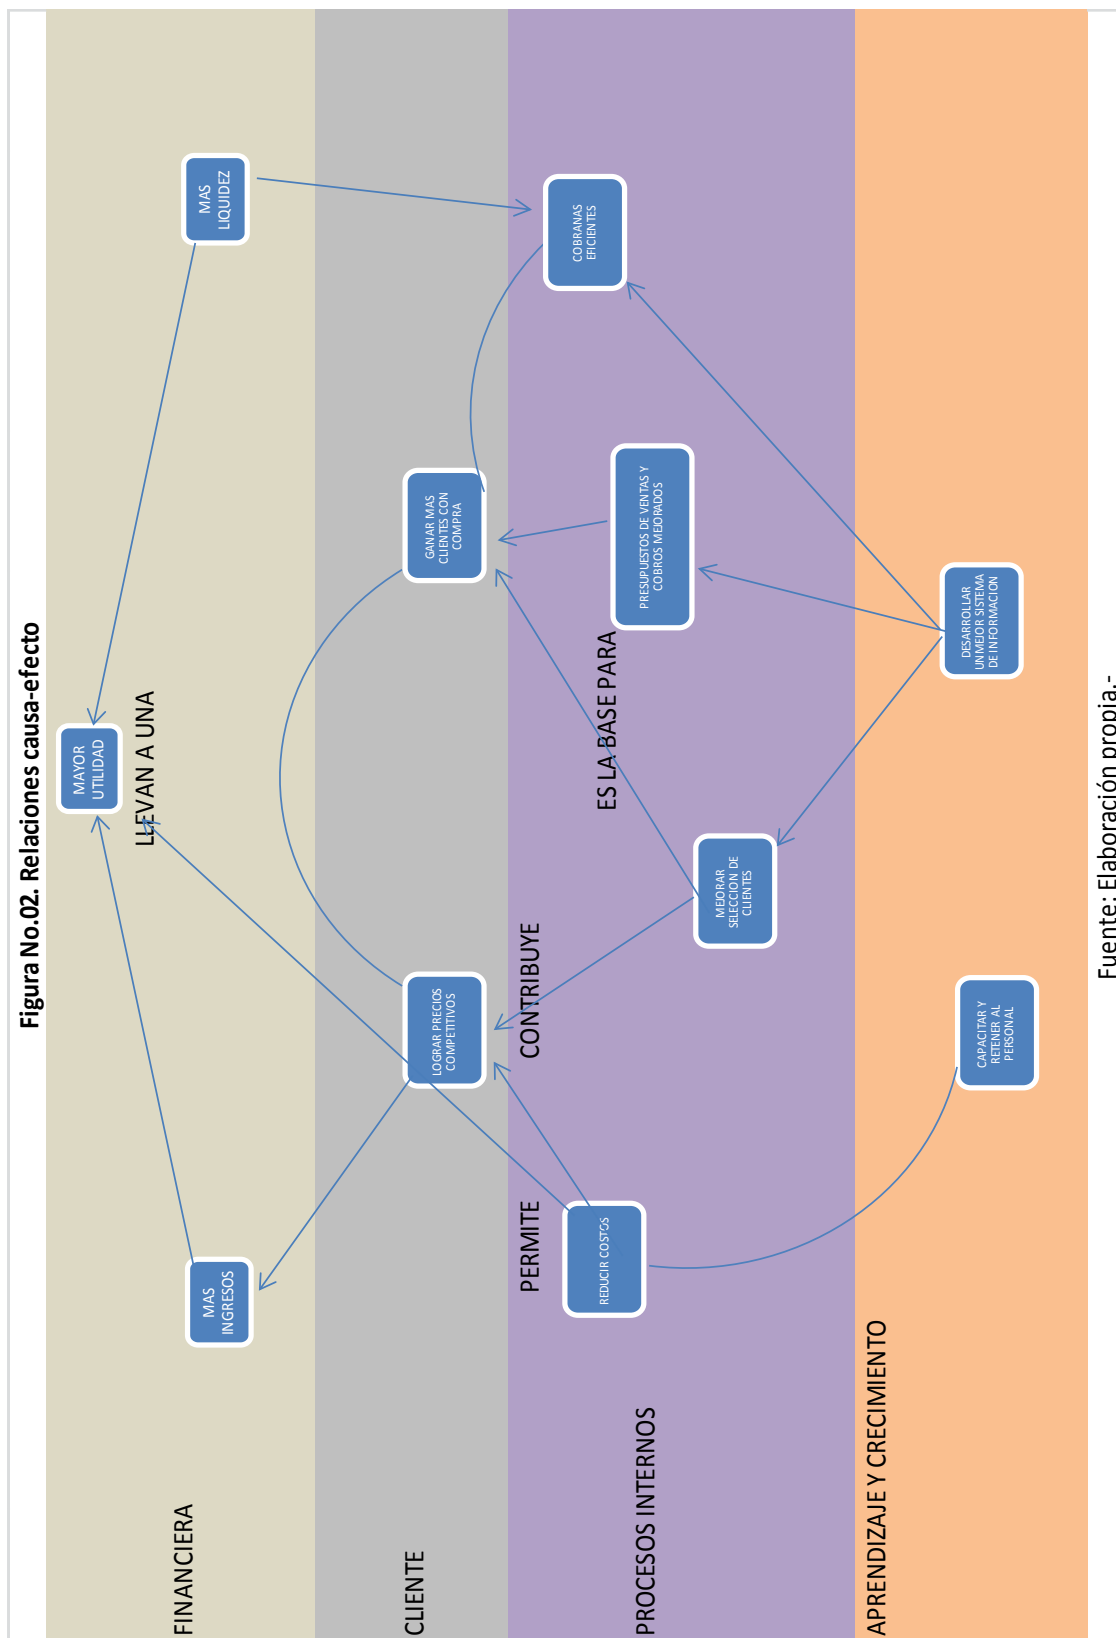 Figura No.02. Relaciones causa-efecto
FINANCIERA
MAYOR
UTILIDAD
LLEVAN A UNA
MAS
INGRESOS
MAS
LIQUIDEZ
CLIENTE
LOGRAR PRECIOS
COMPETITIVOS
GANAR MAS
CLIENTES CON
COMPRA
PROCESOS INTERNOS
PERMITE
CONTRIBUYE
ES LA BASE PARA
REDUCIR COSTOS
MEJORAR
SELECCION DE
CLIENTES
PRESUPUESTOS DE VENTAS Y
COBROS MEJORADOS
COBRANAS
EFICIENTES
APRENDIZAJE Y CRECIMIENTO
CAPACITAR Y
RETENER AL
PERSONAL
DESARROLLAR
UN MEJOR SISTEMA
DE INFORMACION
Fuente: Elaboración propia.-